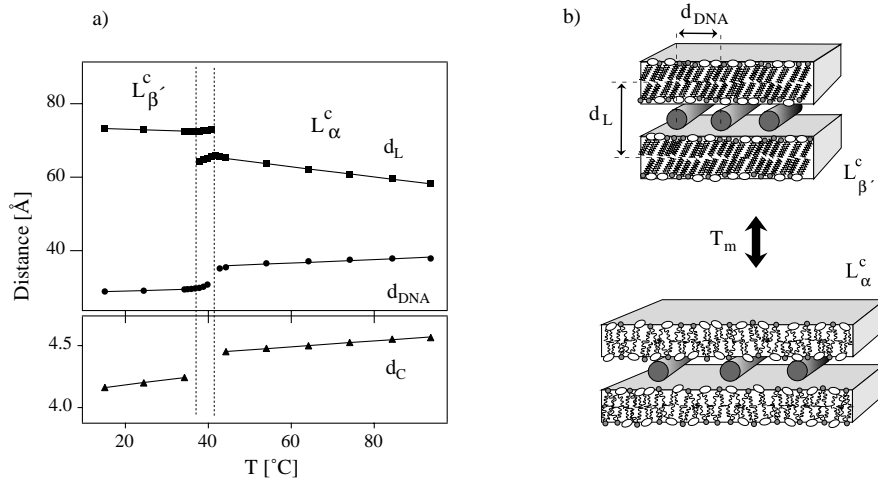 a)
L^c_β´
L^c_α
d_L
d_DNA
d_C
80
60
40
4.5
4.0
Distance [Å]
20
40
60
80
T [˚C]
b)
d_DNA
d_L
L^c_β´
T_m
L^c_α